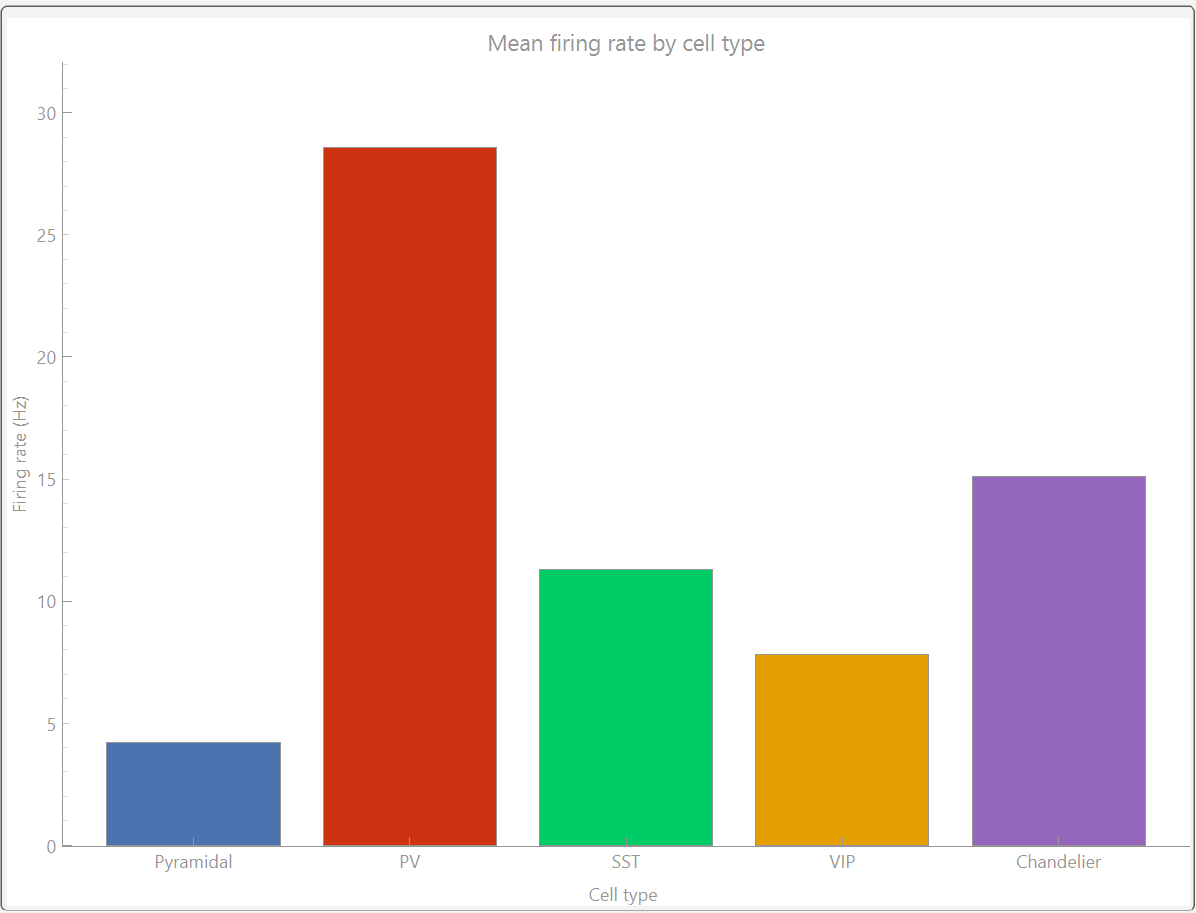 Mean firing rate by cell type
30
25
20
15
10
5
0
Firing rate (Hz)
Pyramidal PV SST VIP Chandelier
Cell type